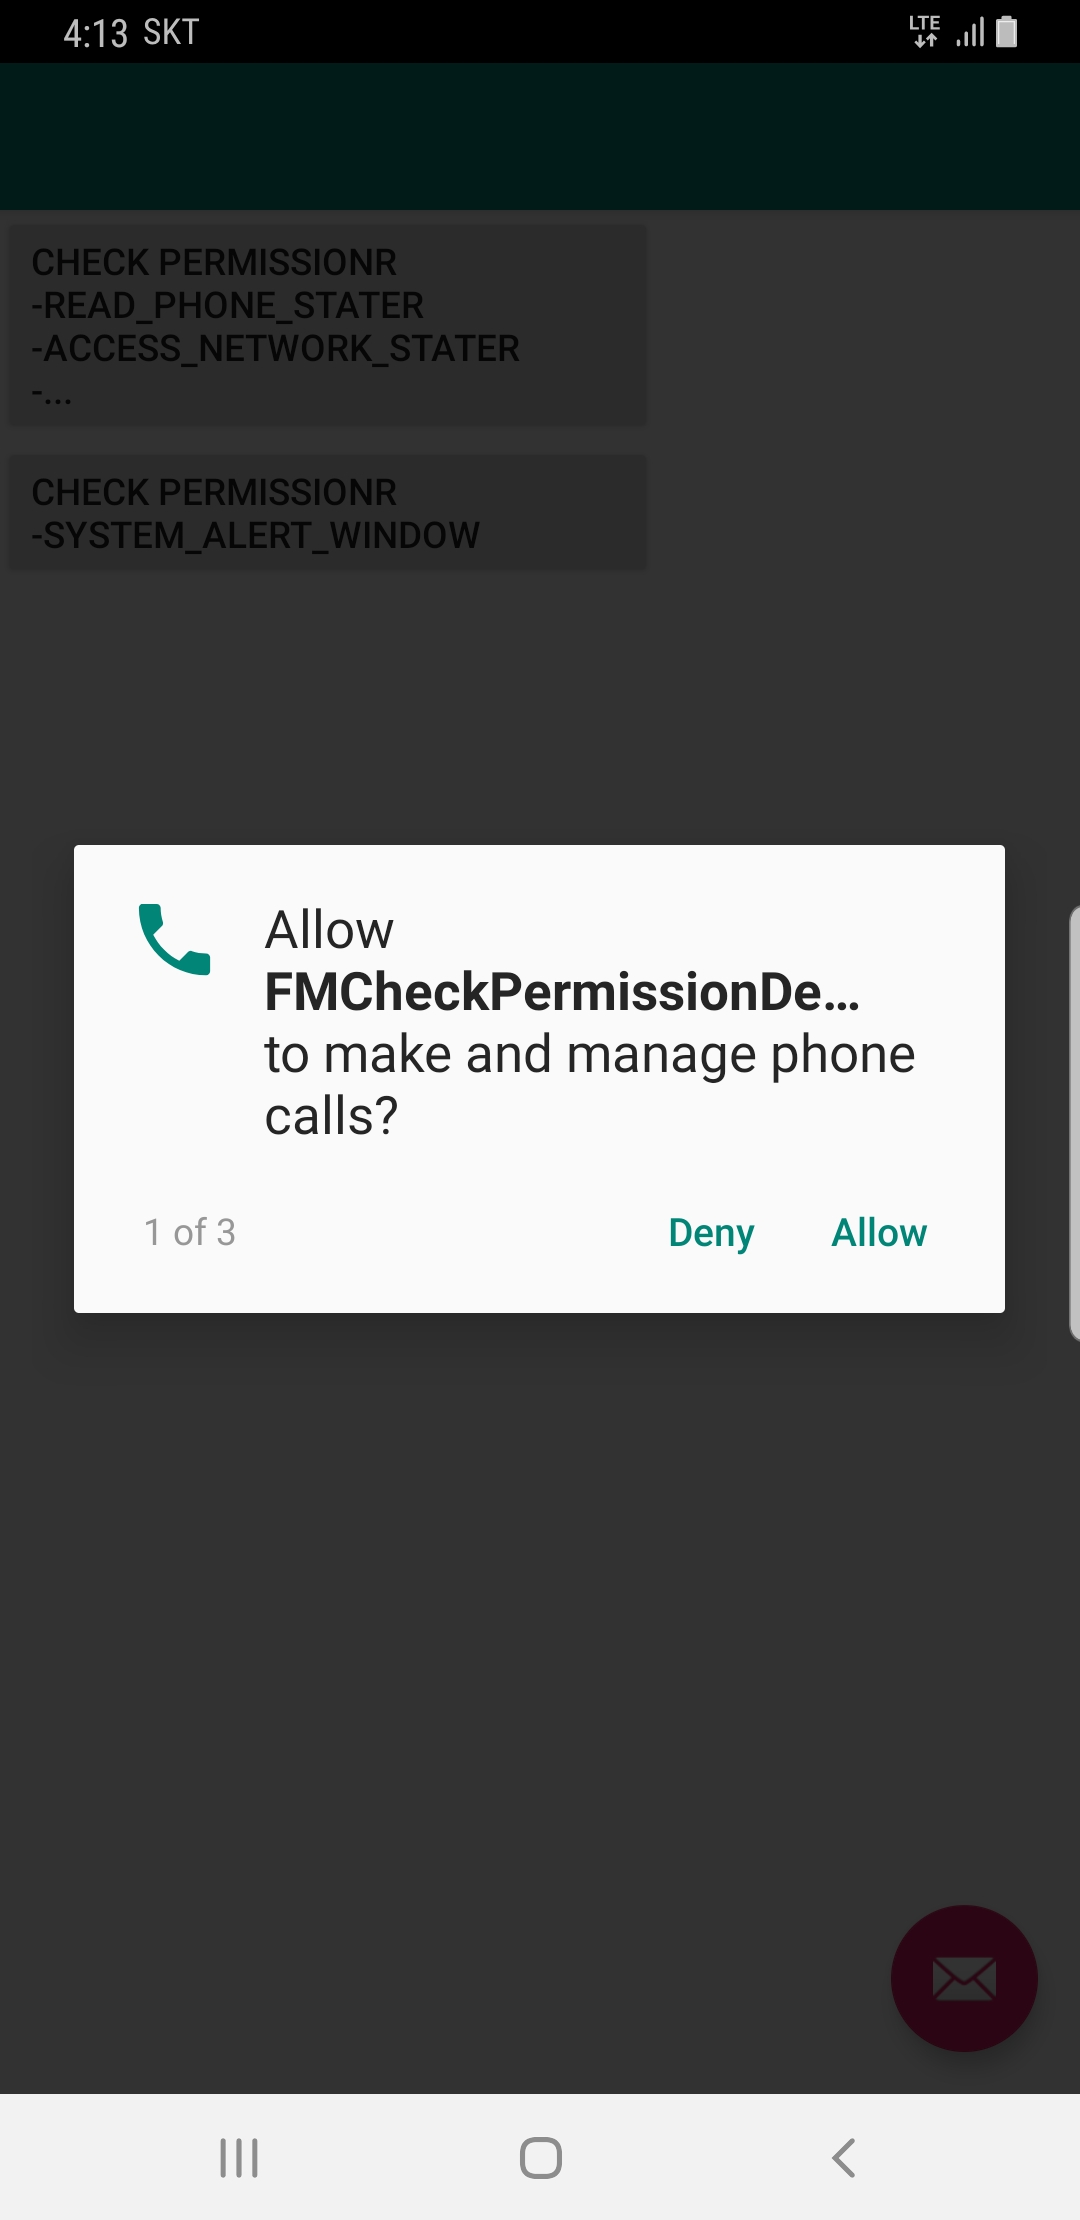 4:13 SKT LTE
CHECK PERMISSIONR
-READ_PHONE_STATER
-ACCESS_NETWORK_STATER
-...
CHECK PERMISSIONR
-SYSTEM_ALERT_WINDOW
Allow
FMCheckPermissionDe...
to make and manage phone
calls?
1 of 3 Deny Allow